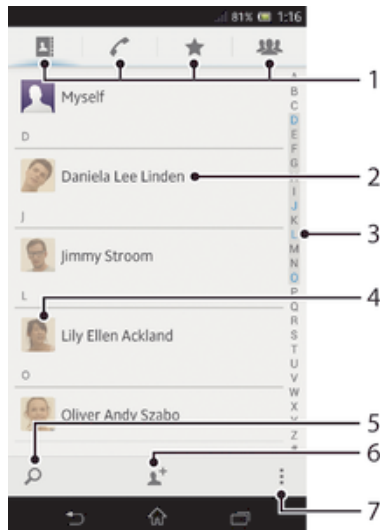 81% 1:16
1
Myself
A
B
C
D
D
E
F
G
Daniela Lee Linden
2
I
J
J
K
L
3
M
N
O
Jimmy Stroom
L
P
4
Q
R
S
Lily Ellen Ackland
T
U
V
O
W
X
Oliver Andy Szabo
Z
#
5
6
7